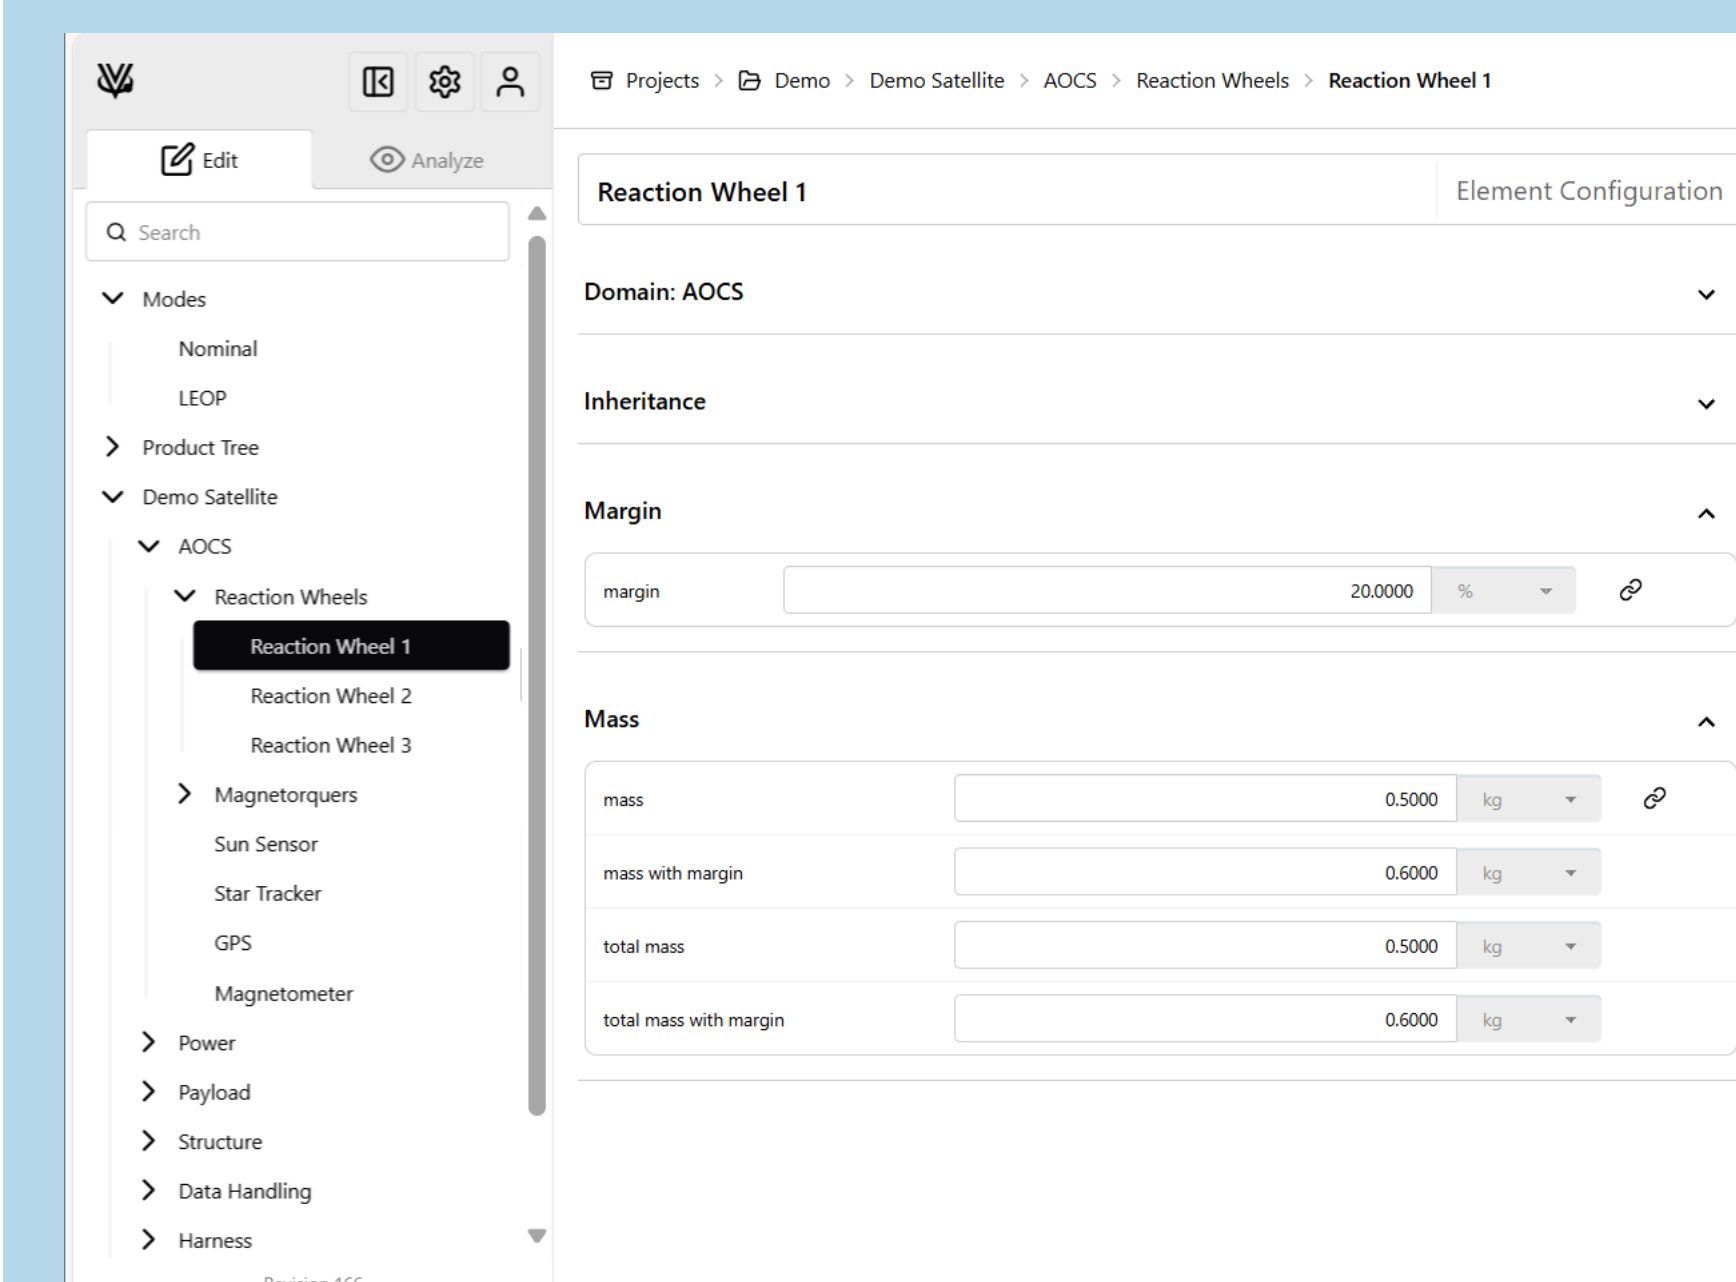 Projects > Demo > Demo Satellite > AOCS > Reaction Wheels > Reaction Wheel 1
Edit
Analyze
Search
Modes
Nominal
LEOP
Product Tree
Demo Satellite
AOCS
Reaction Wheels
Reaction Wheel 1
Reaction Wheel 2
Reaction Wheel 3
Magnetorquers
Sun Sensor
Star Tracker
GPS
Magnetometer
Power
Payload
Structure
Data Handling
Harness
Revision 166
Reaction Wheel 1
Element Configuration
Domain: AOCS
Inheritance
Margin
margin 20.0000 %
Mass
mass 0.5000 kg
mass with margin 0.6000 kg
total mass 0.5000 kg
total mass with margin 0.6000 kg